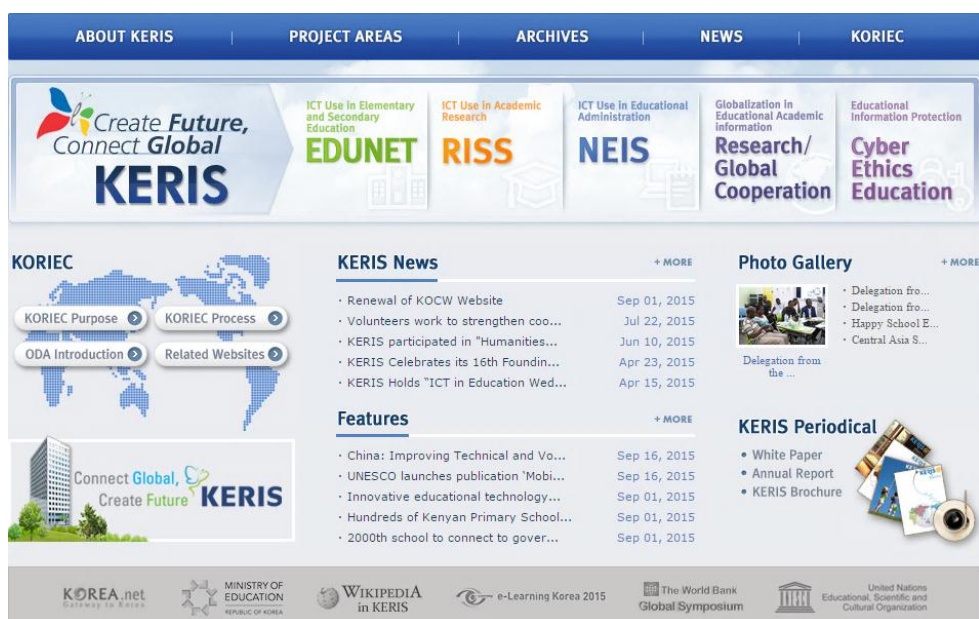 ABOUT KERIS | PROJECT AREAS | ARCHIVES | NEWS | KORIEC
Create Future,
Connect Global
KERIS
ICT Use in Elementary
and Secondary
Education
EDUNET
ICT Use in Academic
Research
RISS
ICT Use in Educational
Administration
NEIS
Globalization in
Educational Academic
information
Research/
Global
Cooperation
Educational
Information Protection
Cyber
Ethics
Education
KORIEC
KORIEC Purpose
KORIEC Process
ODA Introduction
Related Websites
Connect Global,
Create Future KERIS
KERIS News + MORE
· Renewal of KOCW Website Sep 01, 2015
· Volunteers work to strengthen coo... Jul 22, 2015
· KERIS participated in "Humanities... Jun 10, 2015
· KERIS Celebrates its 16th Foundin... Apr 23, 2015
· KERIS Holds "ICT in Education Wed... Apr 15, 2015
Features + MORE
· China: Improving Technical and Vo... Sep 16, 2015
· UNESCO launches publication 'Mobi... Sep 16, 2015
· Innovative educational technology... Sep 01, 2015
· Hundreds of Kenyan Primary School... Sep 01, 2015
· 2000th school to connect to gover... Sep 01, 2015
Photo Gallery + MORE
Delegation from
the ...
· Delegation fro...
· Delegation fro...
· Happy School E...
· Central Asia S...
KERIS Periodical
• White Paper
• Annual Report
• KERIS Brochure
KOREA.net
Gateway to Korea
MINISTRY OF
EDUCATION
REPUBLIC OF KOREA
WIKIPEDIA
in KERIS
e-Learning Korea 2015
The World Bank
Global Symposium
United Nations
Educational, Scientific and
Cultural Organization